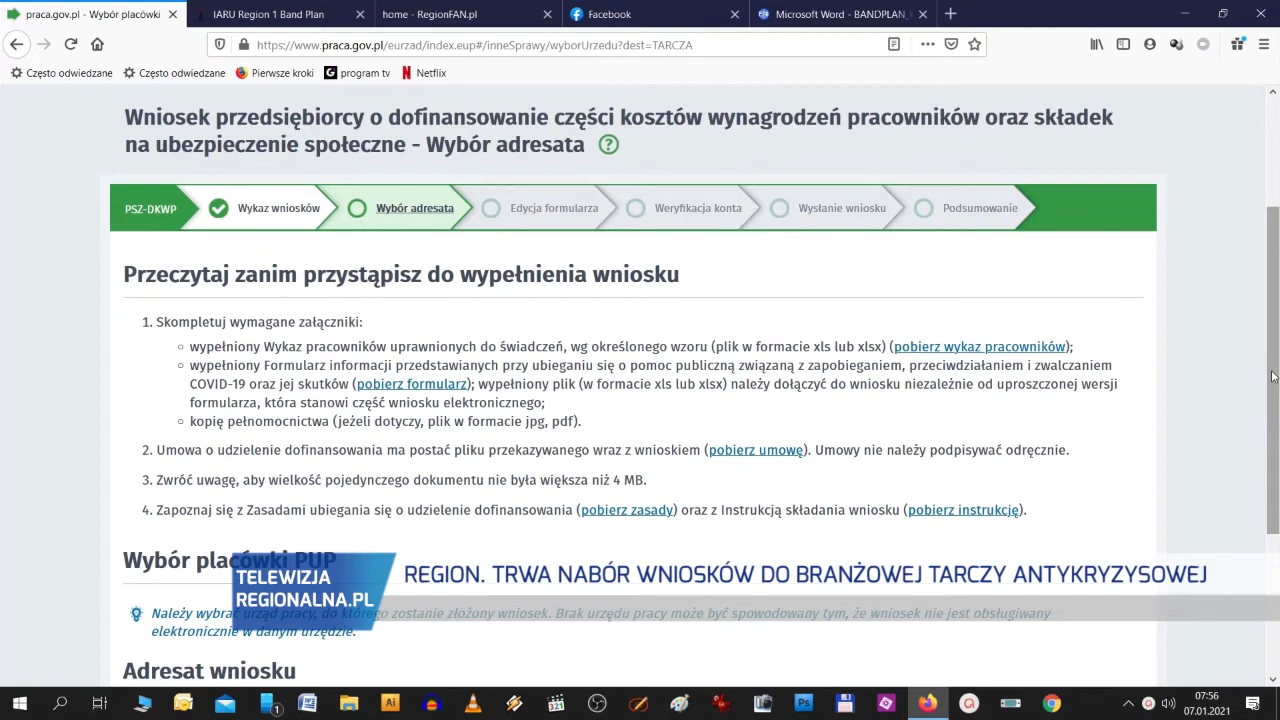 praca.gov.pl - Wybór placówki
IARU Region 1 Band Plan
home - RegionFAN.pl
Facebook
Microsoft Word - BANDPLAN_
https://www.praca.gov.pl/eurzad/index.eup#/inneSprawy/wyborUrzedu?dest=TARCZA
Często odwiedzane
Często odwiedzane
Pierwsze kroki
program tv
Netflix
Wniosek przedsiębiorcy o dofinansowanie części kosztów wynagrodzeń pracowników oraz składek
na ubezpieczenie społeczne - Wybór adresata ?
PSZ-DKWP
Wykaz wniosków
Wybór adresata
Edycja formularza
Weryfikacja konta
Wysłanie wniosku
Podsumowanie
Przeczytaj zanim przystąpisz do wypełnienia wniosku
1. Skompletuj wymagane załączniki:
wypełniony Wykaz pracowników uprawnionych do świadczeń, wg określonego wzoru (plik w formacie xls lub xlsx) (pobierz wykaz pracowników);
wypełniony Formularz informacji przedstawianych przy ubieganiu się o pomoc publiczną związaną z zapobieganiem, przeciwdziałaniem i zwalczaniem
COVID-19 oraz jej skutków (pobierz formularz); wypełniony plik (w formacie xls lub xlsx) należy dołączyć do wniosku niezależnie od uproszczonej wersji
formularza, która stanowi część wniosku elektronicznego;
kopię pełnomocnictwa (jeżeli dotyczy, plik w formacie jpg, pdf).
2. Umowa o udzielenie dofinansowania ma postać pliku przekazywanego wraz z wnioskiem (pobierz umowę). Umowy nie należy podpisywać odręcznie.
3. Zwróć uwagę, aby wielkość pojedynczego dokumentu nie była większa niż 4 MB.
4. Zapoznaj się z Zasadami ubiegania się o udzielenie dofinansowania (pobierz zasady) oraz z Instrukcją składania wniosku (pobierz instrukcję).
Wybór placówki PUP
TELEWIZJA
REGIONALNA.PL
REGION. TRWA NABÓR WNIOSKÓW DO BRANŻOWEJ TARCZY ANTYKRYZYSOWEJ
Należy wybrać urząd pracy, do którego zostanie złożony wniosek. Brak urzędu pracy może być spowodowany tym, że wniosek nie jest obsługiwany
elektronicznie w danym urzędzie.
Adresat wniosku
1
Ai
Ps
07:56
07.01.2021